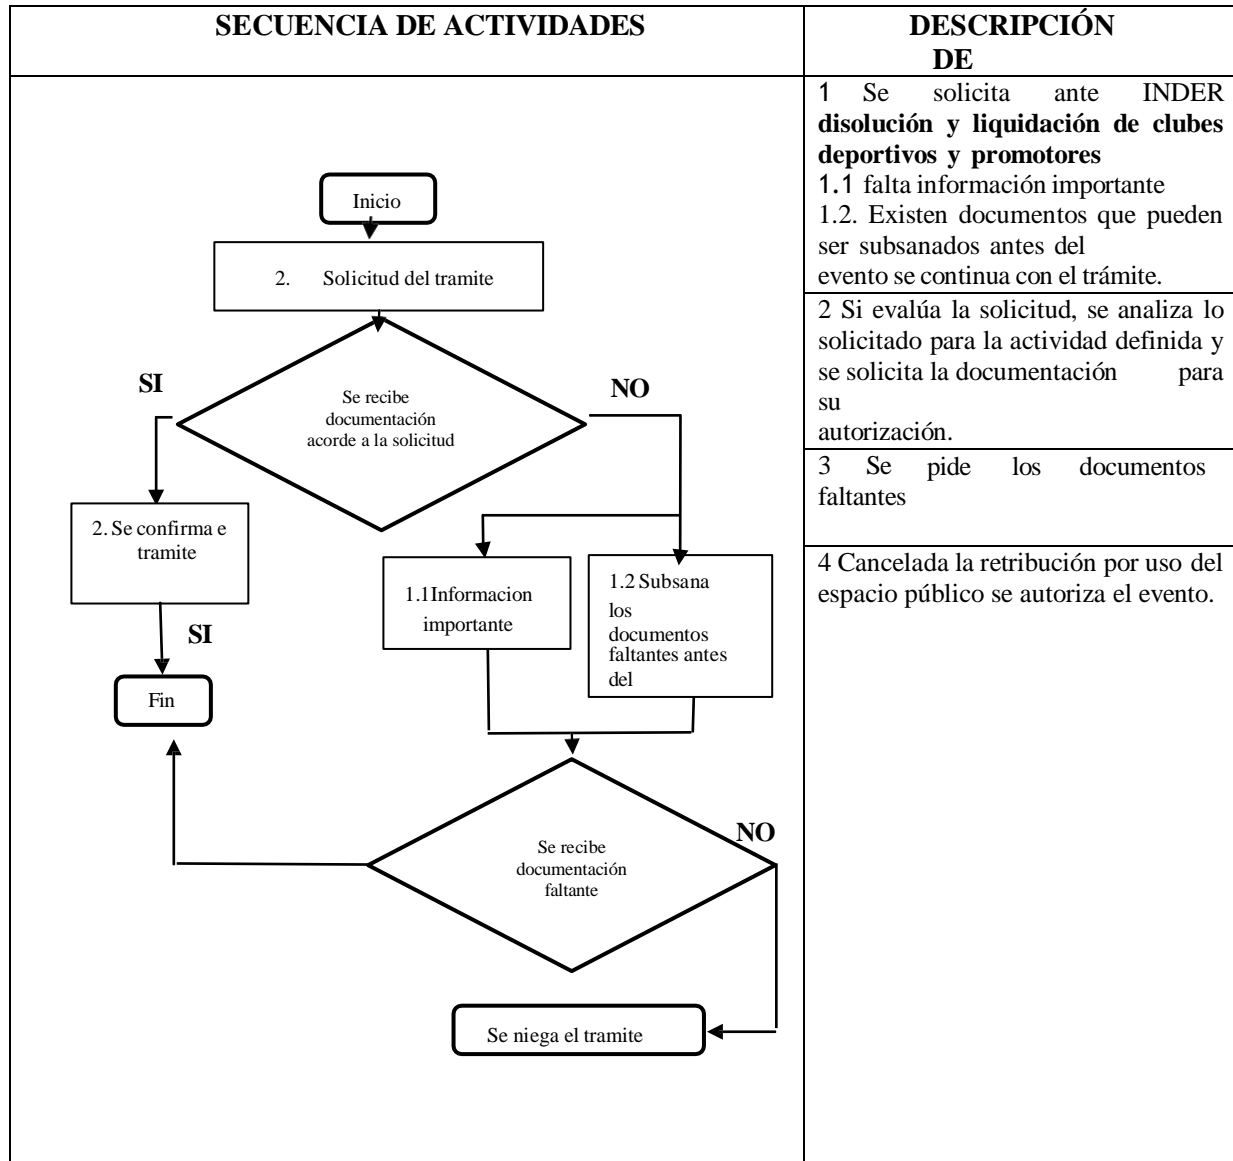 SECUENCIA DE ACTIVIDADES
DESCRIPCIÓN
DE
Inicio
2. Solicitud del tramite
SI
NO
Se recibe
documentación
acorde a la solicitud
2. Se confirma e
tramite
SI
Fin
1.1Informacion
importante
1.2 Subsana
los
documentos
faltantes antes
del
NO
Se recibe
documentación
faltante
Se niega el tramite
1 Se solicita ante INDER
disolución y liquidación de clubes
deportivos y promotores
1.1 falta información importante
1.2. Existen documentos que pueden
ser subsanados antes del
evento se continua con el trámite.
2 Si evalúa la solicitud, se analiza lo
solicitado para la actividad definida y
se solicita la documentación para
su
autorización.
3 Se pide los documentos
faltantes
4 Cancelada la retribución por uso del
espacio público se autoriza el evento.